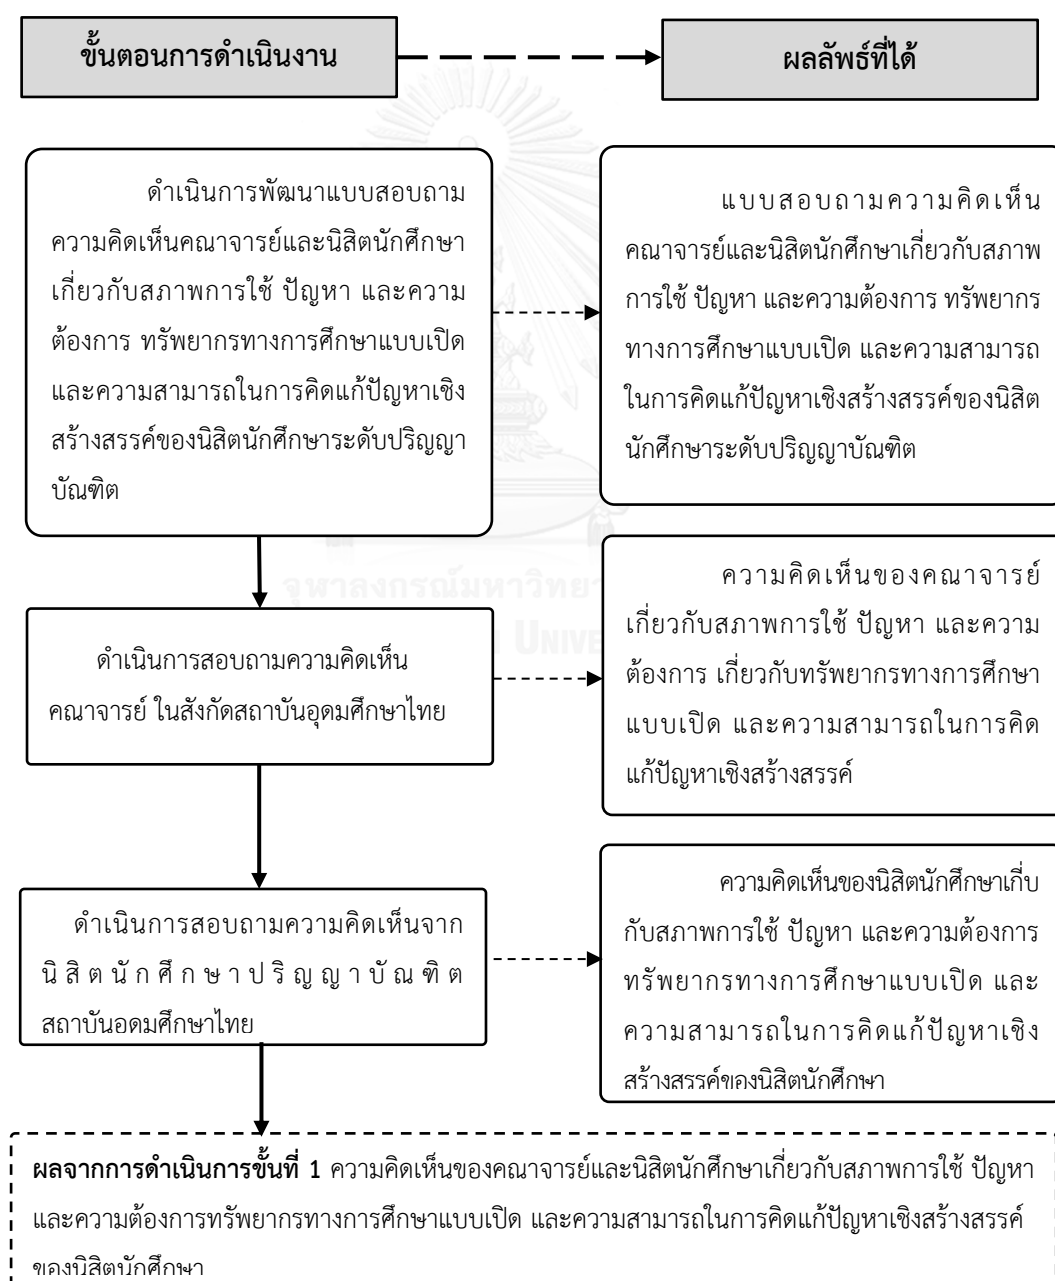 ขั้นตอนการดำเนินงาน
ผลลัพธ์ที่ได้
ดำเนินการพัฒนาแบบสอบถาม
ความคิดเห็นคณาจารย์และนิสิตนักศึกษา
เกี่ยวกับสภาพการใช้ ปัญหา และความ
ต้องการ ทรัพยากรทางการศึกษาแบบเปิด
และความสามารถในการคิดแก้ปัญหาเชิง
สร้างสรรค์ของนิสิตนักศึกษาระดับปริญญา
บัณฑิต
แบบสอบถามความคิดเห็น
คณาจารย์และนิสิตนักศึกษาเกี่ยวกับสภาพ
การใช้ ปัญหา และความต้องการ ทรัพยากร
ทางการศึกษาแบบเปิด และความสามารถ
ในการคิดแก้ปัญหาเชิงสร้างสรรค์ของนิสิต
นักศึกษาระดับปริญญาบัณฑิต
ดำเนินการสอบถามความคิดเห็น
คณาจารย์ ในสังกัดสถาบันอุดมศึกษาไทย
ความคิดเห็นของคณาจารย์
เกี่ยวกับสภาพการใช้ ปัญหา และความ
ต้องการ เกี่ยวกับทรัพยากรทางการศึกษา
แบบเปิด และความสามารถในการคิด
แก้ปัญหาเชิงสร้างสรรค์
จุฬาลงกรณ์มหาวิทยา
UNIVE
ดำเนินการสอบถามความคิดเห็นจาก
นิสิตนักศึกษาปริญญาบัณฑิต
สถาบันอดมศึกษาไทย
ความคิดเห็นของนิสิตนักศึกษาเกี่บ
กับสภาพการใช้ ปัญหา และความต้องการ
ทรัพยากรทางการศึกษาแบบเปิด และ
ความสามารถในการคิดแก้ปัญหาเชิง
สร้างสรรค์ของนิสิตนักศึกษา
ผลจากการดำเนินการขั้นที่ 1 ความคิดเห็นของคณาจารย์และนิสิตนักศึกษาเกี่ยวกับสภาพการใช้ ปัญหา
และความต้องการทรัพยากรทางการศึกษาแบบเปิด และความสามารถในการคิดแก้ปัญหาเชิงสร้างสรรค์
ของนิสิตนักศึกษา